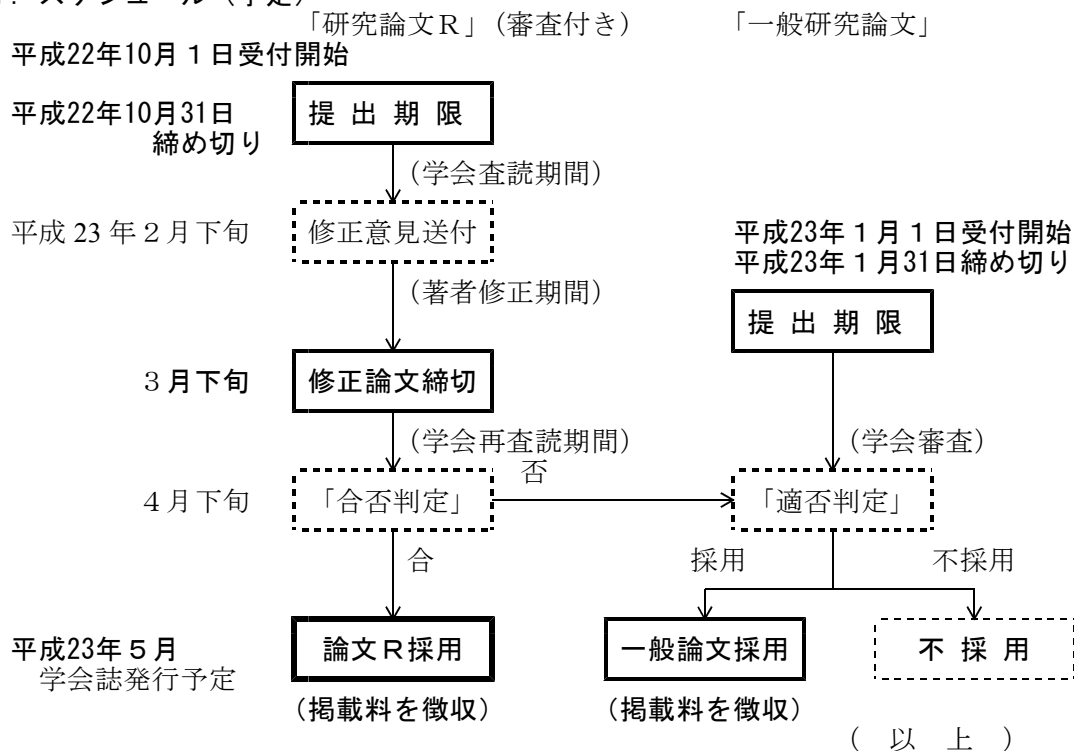 スケジュール（予定）
「研究論文Ｒ」（審査付き）　「一般研究論文」
平成22年10月１日受付開始
平成22年10月31日　提 出 期 限
締め切り
（学会査読期間）
平成 23 年２月下旬　修正意見送付　平成23年１月１日受付開始
平成23年１月31日締め切り
（著者修正期間）
提 出 期 限
３月下旬　修正論文締切
（学会再査読期間）　（学会審査）
否
４月下旬　「合否判定」　「適否判定」
合　採用　不採用
平成23年５月　論文Ｒ採用　一般論文採用　不 採 用
学会誌発行予定
（掲載料を徴収）　（掲載料を徴収）
（ 以 上 ）